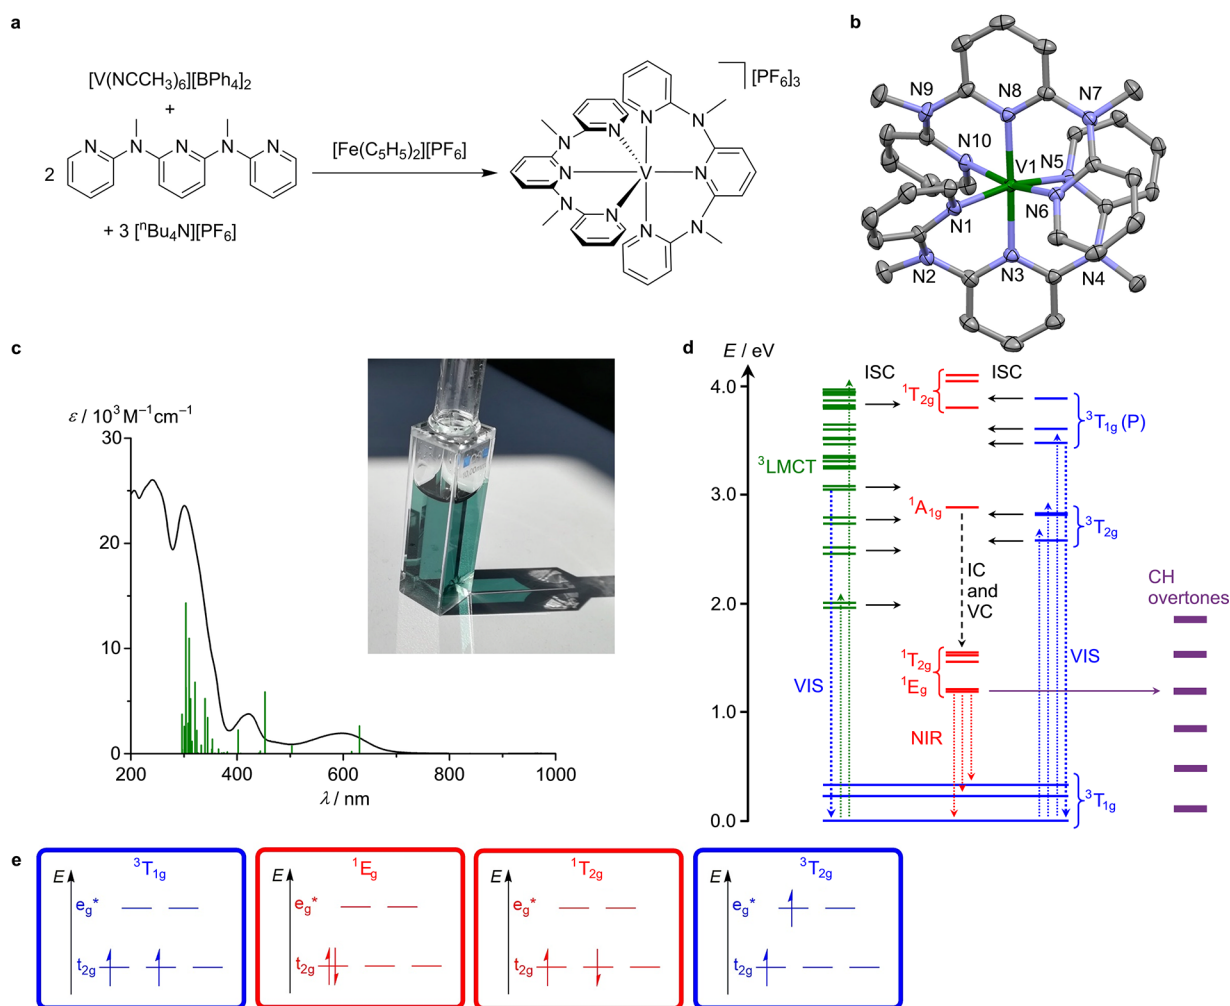 a
[V(NCCH3)6][BPh4]2
+
N N N N N
2
+ 3 [nBu4N][PF6]
[Fe(C5H5)2][PF6]
N N N N N V N N N N N
[PF6]3
b
N9 N8 N7
N10 V1 N5
N1 N6
N2 N3 N4
c
ε / 10³ M⁻¹cm⁻¹
30
20
10
0
200 400 600 800 1000
λ / nm
d
E / eV
4.0
3.0
2.0
1.0
0.0
ISC
¹T2g
ISC
³T1g (P)
³LMCT
¹A1g
³T2g
IC
and
VC
CH
overtones
¹T2g
¹Eg
VIS
VIS
NIR
³T1g
e
³T1g
E
eg*
t2g
¹Eg
E
eg*
t2g
¹T2g
E
eg*
t2g
³T2g
E
eg*
t2g